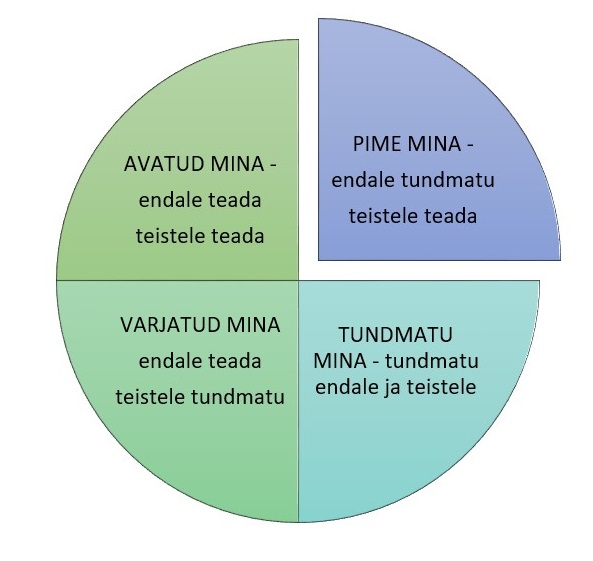 AVATUD MINA -
endale teada
teistele teada
PIME MINA -
endale tundmatu
teistele teada
VARJATUD MINA
endale teada
teistele tundmatu
TUNDMATU
MINA - tundmatu
endale ja teistele